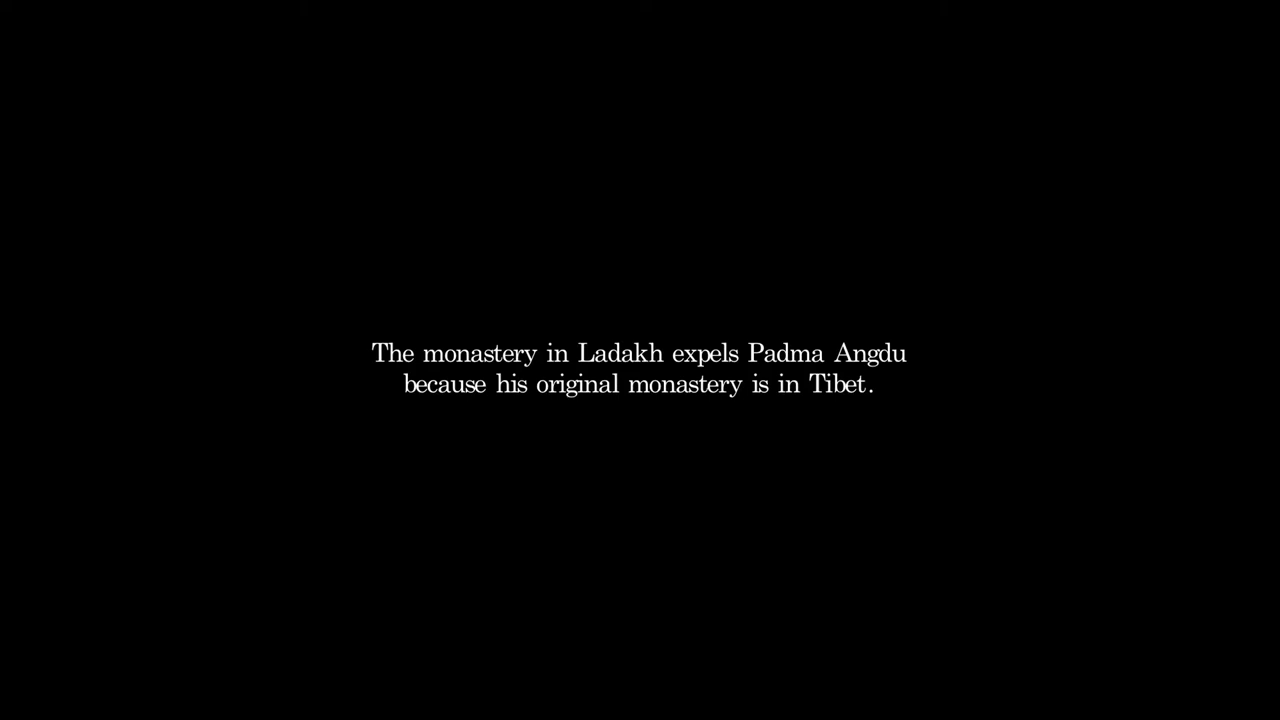 The monastery in Ladakh expels Padma Angdu
because his original monastery is in Tibet.